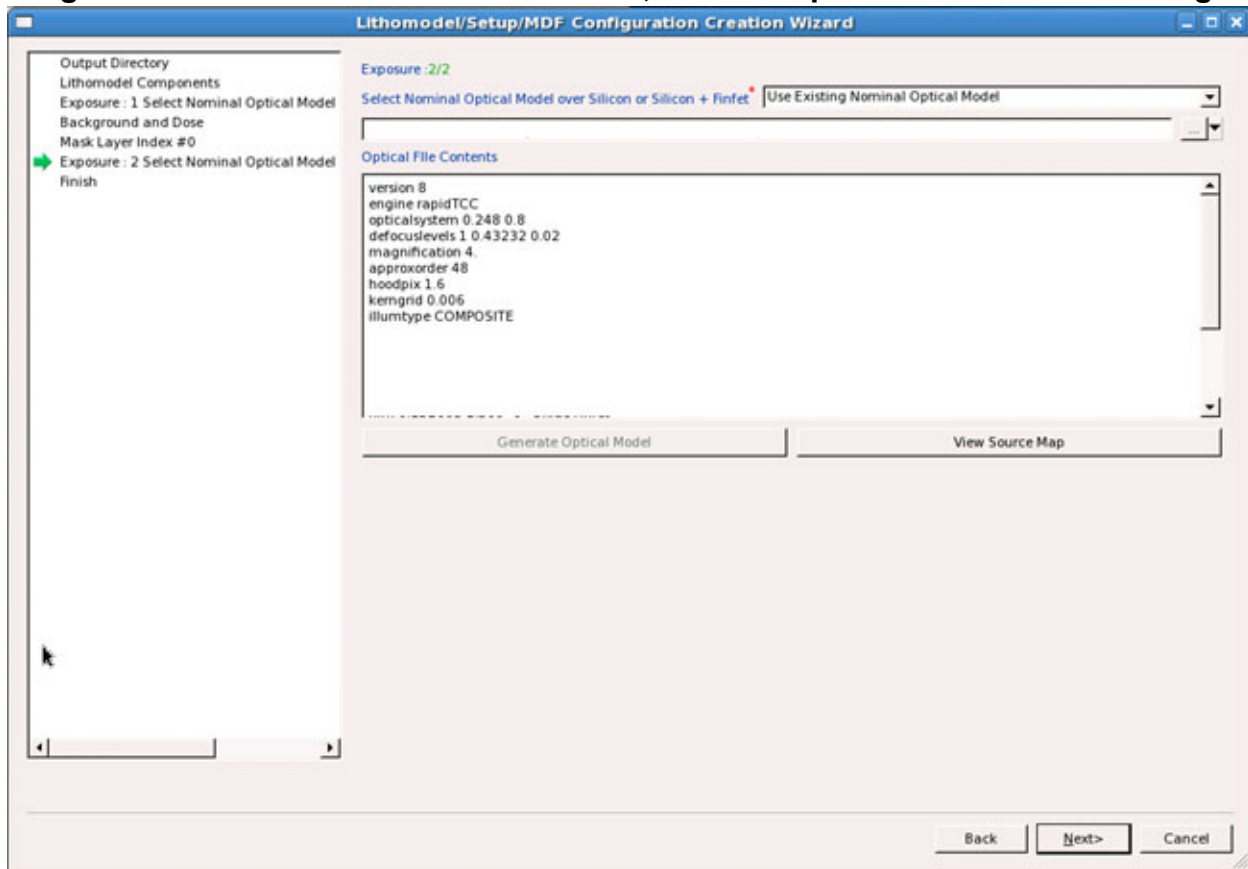 Lithomodel/Setup/MDF Configuration Creation Wizard
Output Directory
Lithomodel Components
Exposure : 1 Select Nominal Optical Model
Background and Dose
Mask Layer Index #0
Exposure : 2 Select Nominal Optical Model
Finish
Exposure :2/2
Select Nominal Optical Model over Silicon or Silicon + Finfet* Use Existing Nominal Optical Model
...
Optical FIle Contents
version 8
engine rapidTCC
opticalsystem 0.248 0.8
defocuslevels 1 0.43232 0.02
magnification 4.
approxorder 48
hoodpix 1.6
kerngrid 0.006
illumtype COMPOSITE
Generate Optical Model View Source Map
Back Next> Cancel